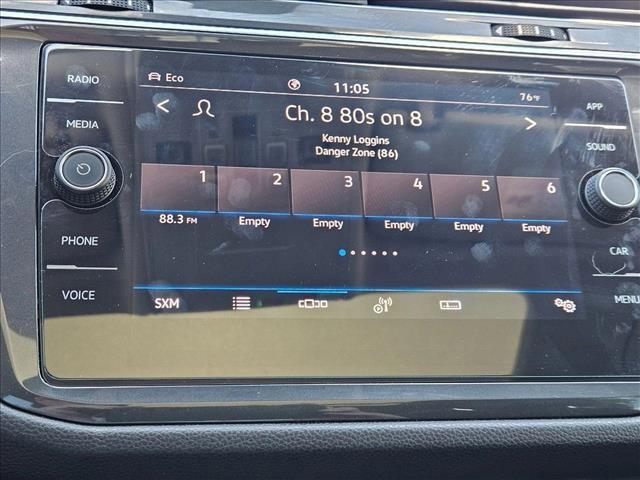 RADIO
MEDIA
PHONE
VOICE
Eco
11:05
76°F
Ch. 8 80s on 8
Kenny Loggins
Danger Zone (86)
1 2 3 4 5 6
88.3 FM Empty Empty Empty Empty Empty
SXM
APP
SOUND
CAR
MENU